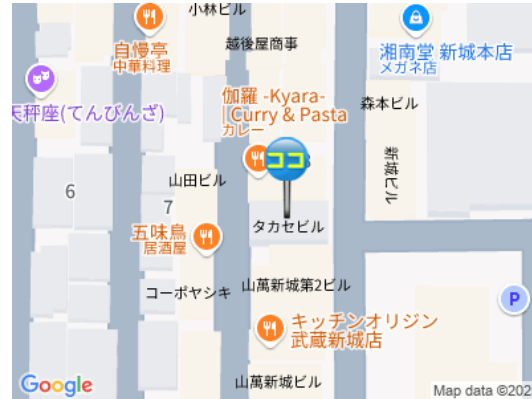 小林ビル
自慢亭
中華料理
越後屋商事
湘南堂 新城本店
メガネ店
天秤座(てんびんざ)
伽羅 -Kyara-
| Curry & Pasta
カレー
森本ビル
新城ビル
ココ
山田ビル
6
7
五味鳥
居酒屋
タカセビル
コーポヤシキ
山萬新城第2ビル
P
キッチンオリジン
武蔵新城店
山萬新城ビル
Google
Map data ©202